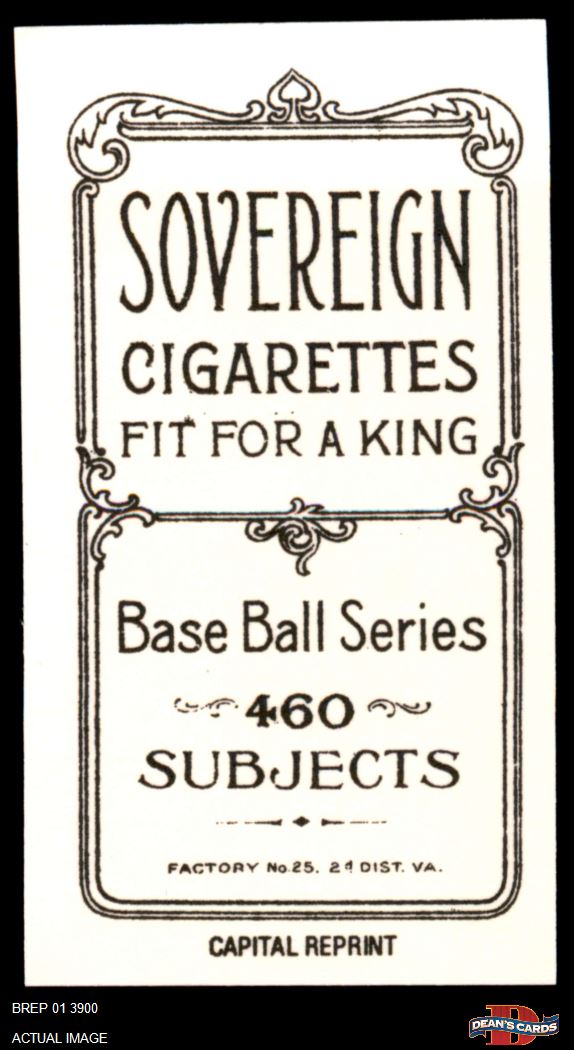 SOVEREIGN
CIGARETTES
FIT FOR A KING
Base Ball Series
460
SUBJECTS
FACTORY No. 25. 2d DIST. VA.
CAPITAL REPRINT
BREP 01 3900
ACTUAL IMAGE
DEAN'S CARDS